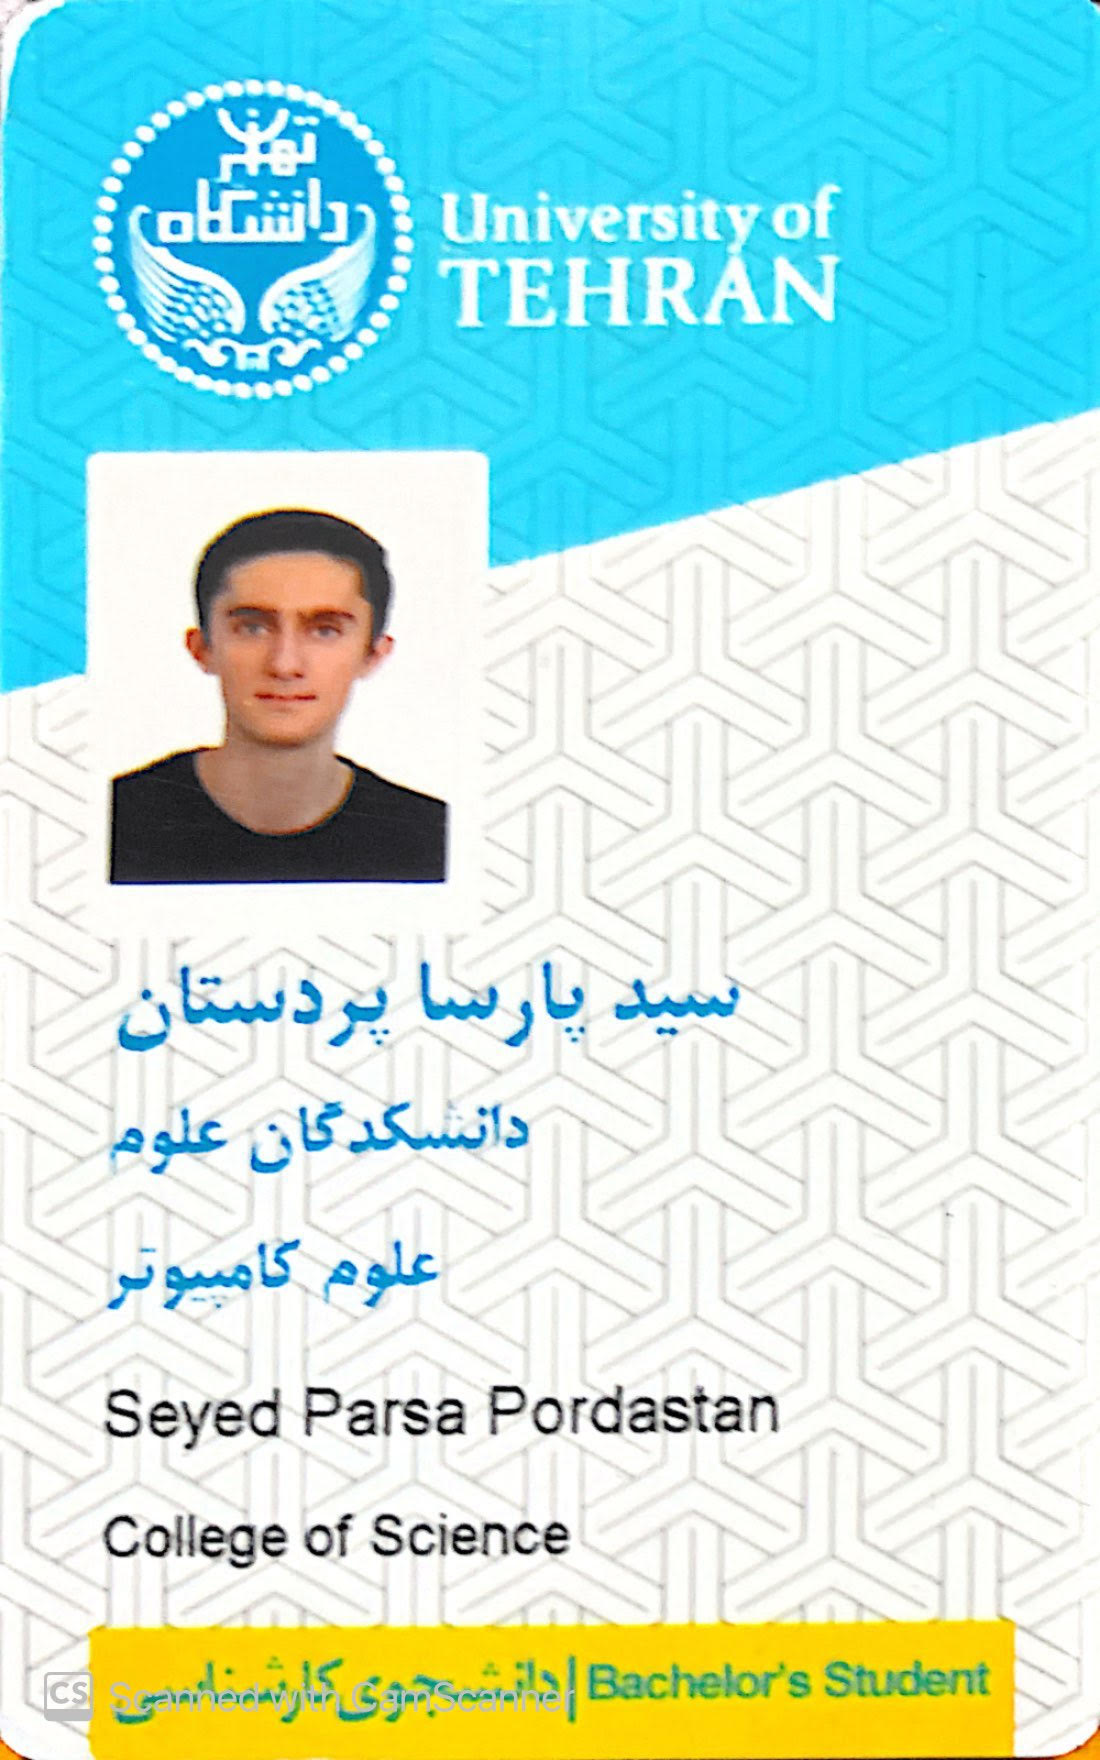 تهران
دانشگاه
University of
TEHRAN
سید پارسا پردستان
دانشکدگان علوم
علوم کامپیوتر
Seyed Parsa Pordastan
College of Science
دانشجوی کارشناسی | Bachelor's Student
CS Scanned with CamScanner